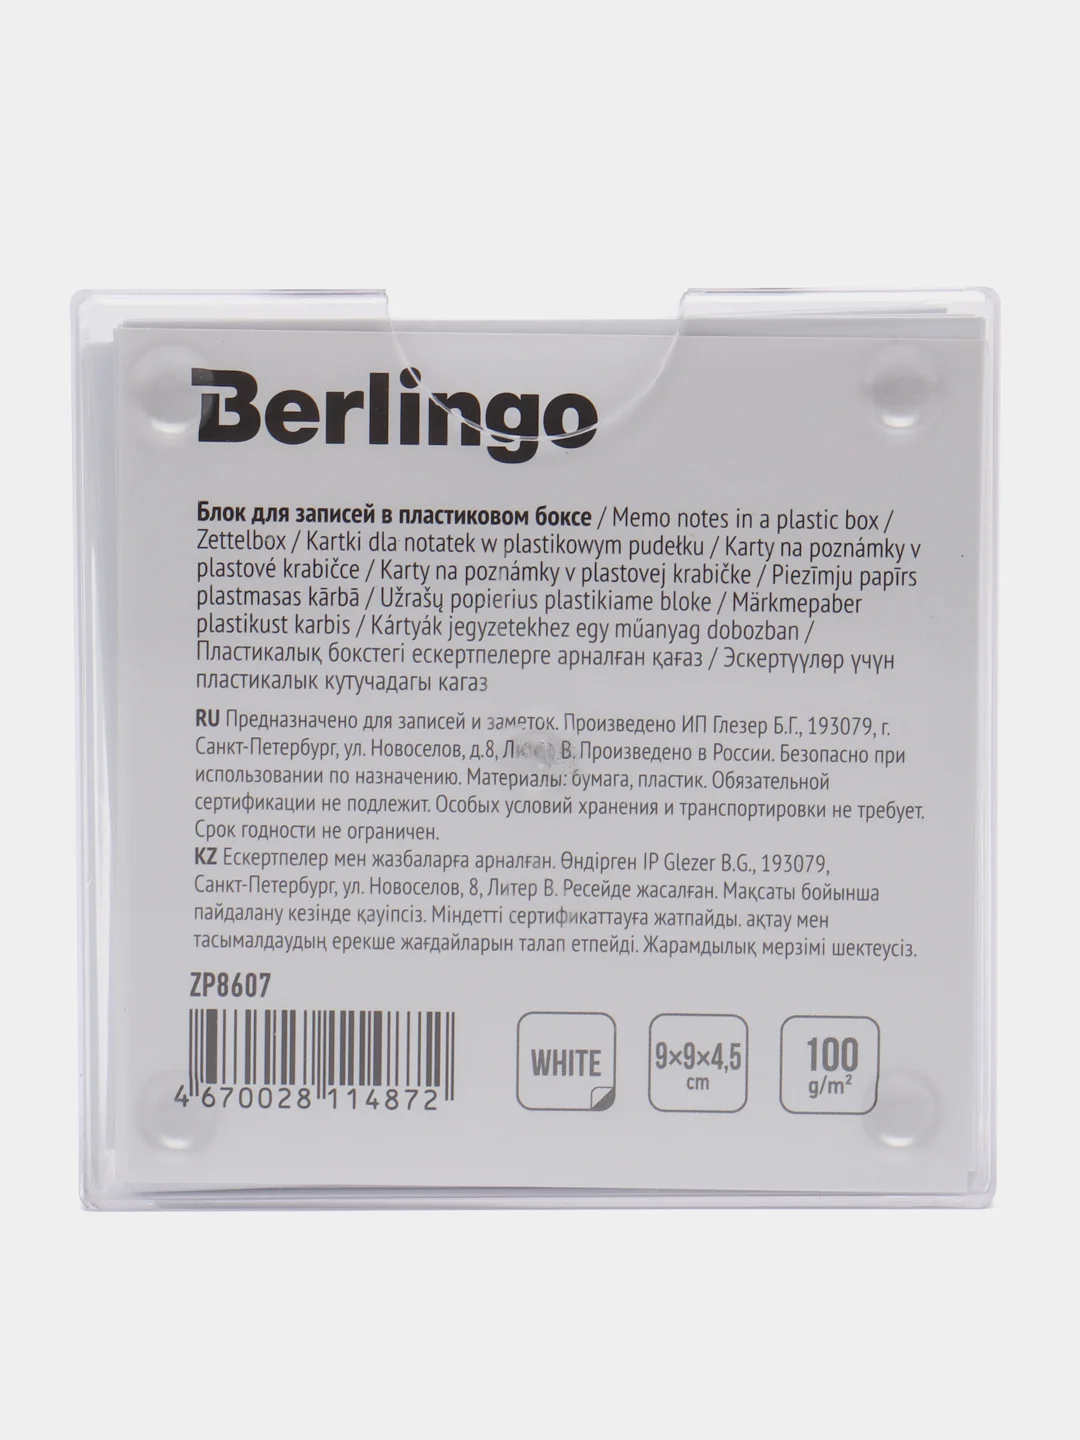 Berlingo
Блок для записей в пластиковом боксе / Memo notes in a plastic box /
Zettelbox / Kartki dla notatek w plastikowym pudełku / Karty na poznámky v
plastové krabičce / Karty na poznámky v plastovej krabičke / Piezīmju papīrs
plastmasas kārbā / Užrašų popierius plastikiame bloke / Märkmepaber
plastikust karbis / Kártyák jegyzetekhez egy műanyag dobozban /
Пластикалық бокстегі ескертпелерге арналған қағаз / Эскертүүлөр үчүн
пластикалык кутучадагы кагаз
RU Предназначено для записей и заметок. Произведено ИП Глезер Б.Г., 193079, г.
Санкт-Петербург, ул. Новоселов, д.8, Литер В. Произведено в России. Безопасно при
использовании по назначению. Материалы: бумага, пластик. Обязательной
сертификации не подлежит. Особых условий хранения и транспортировки не требует.
Срок годности не ограничен.
KZ Ескертпелер мен жазбаларға арналған. Өндірген IP Glezer B.G., 193079,
Санкт-Петербург, ул. Новоселов, 8, Литер В. Ресейде жасалған. Мақсаты бойынша
пайдалану кезінде қауіпсіз. Міндетті сертификаттауға жатпайды. ақтау мен
тасымалдаудың ерекше жағдайларын талап етпейді. Жарамдылық мерзімі шектеусіз.
ZP8607
4 670028 114872
WHITE
9×9×4,5
cm
100
g/m²